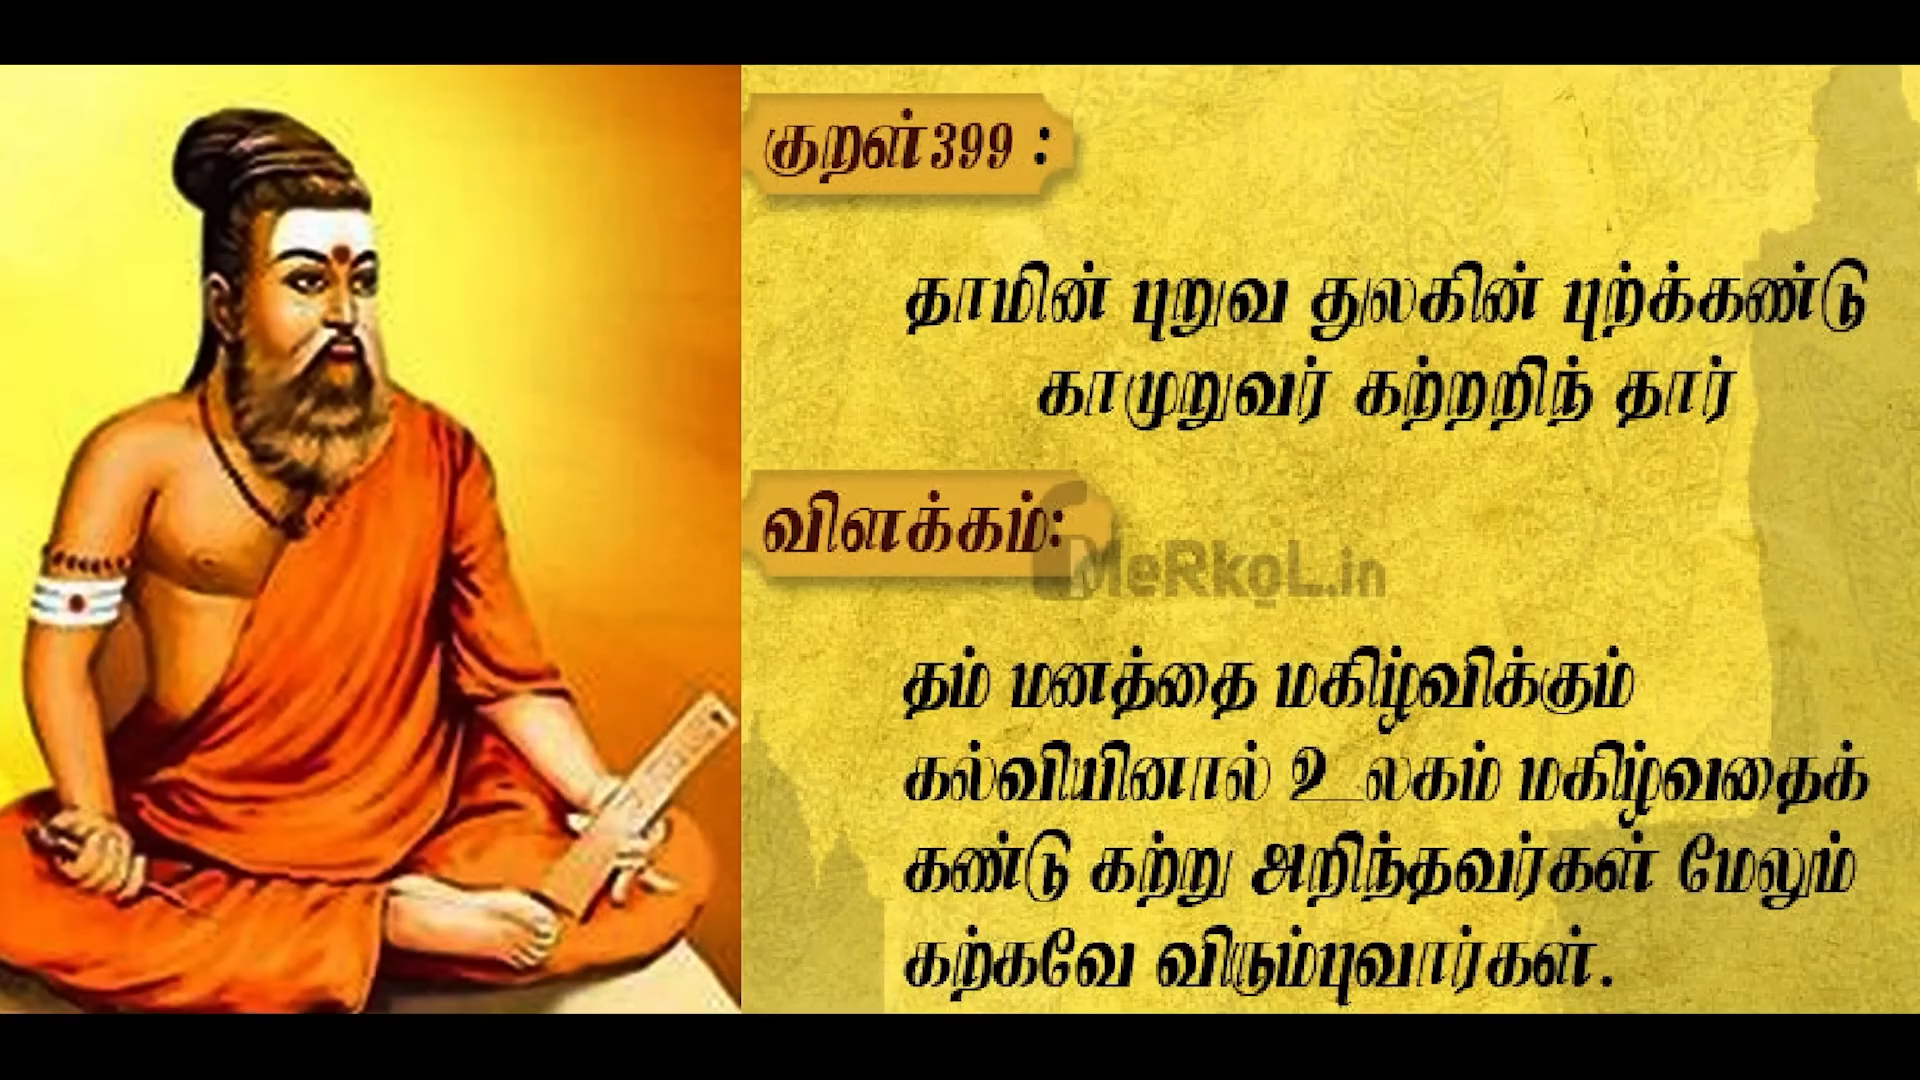 குறள் 399 :
தாமின் புறுவ துலகின் புற்க்கண்டு
காமுறுவர் கற்றறிந் தார்
விளக்கம்:
MeRkoL.in
தம் மனத்தை மகிழ்விக்கும்
கல்வியினால் உலகம் மகிழ்வதைக்
கண்டு கற்று அறிந்தவர்கள் மேலும்
கற்கவே விரும்புவார்கள்.